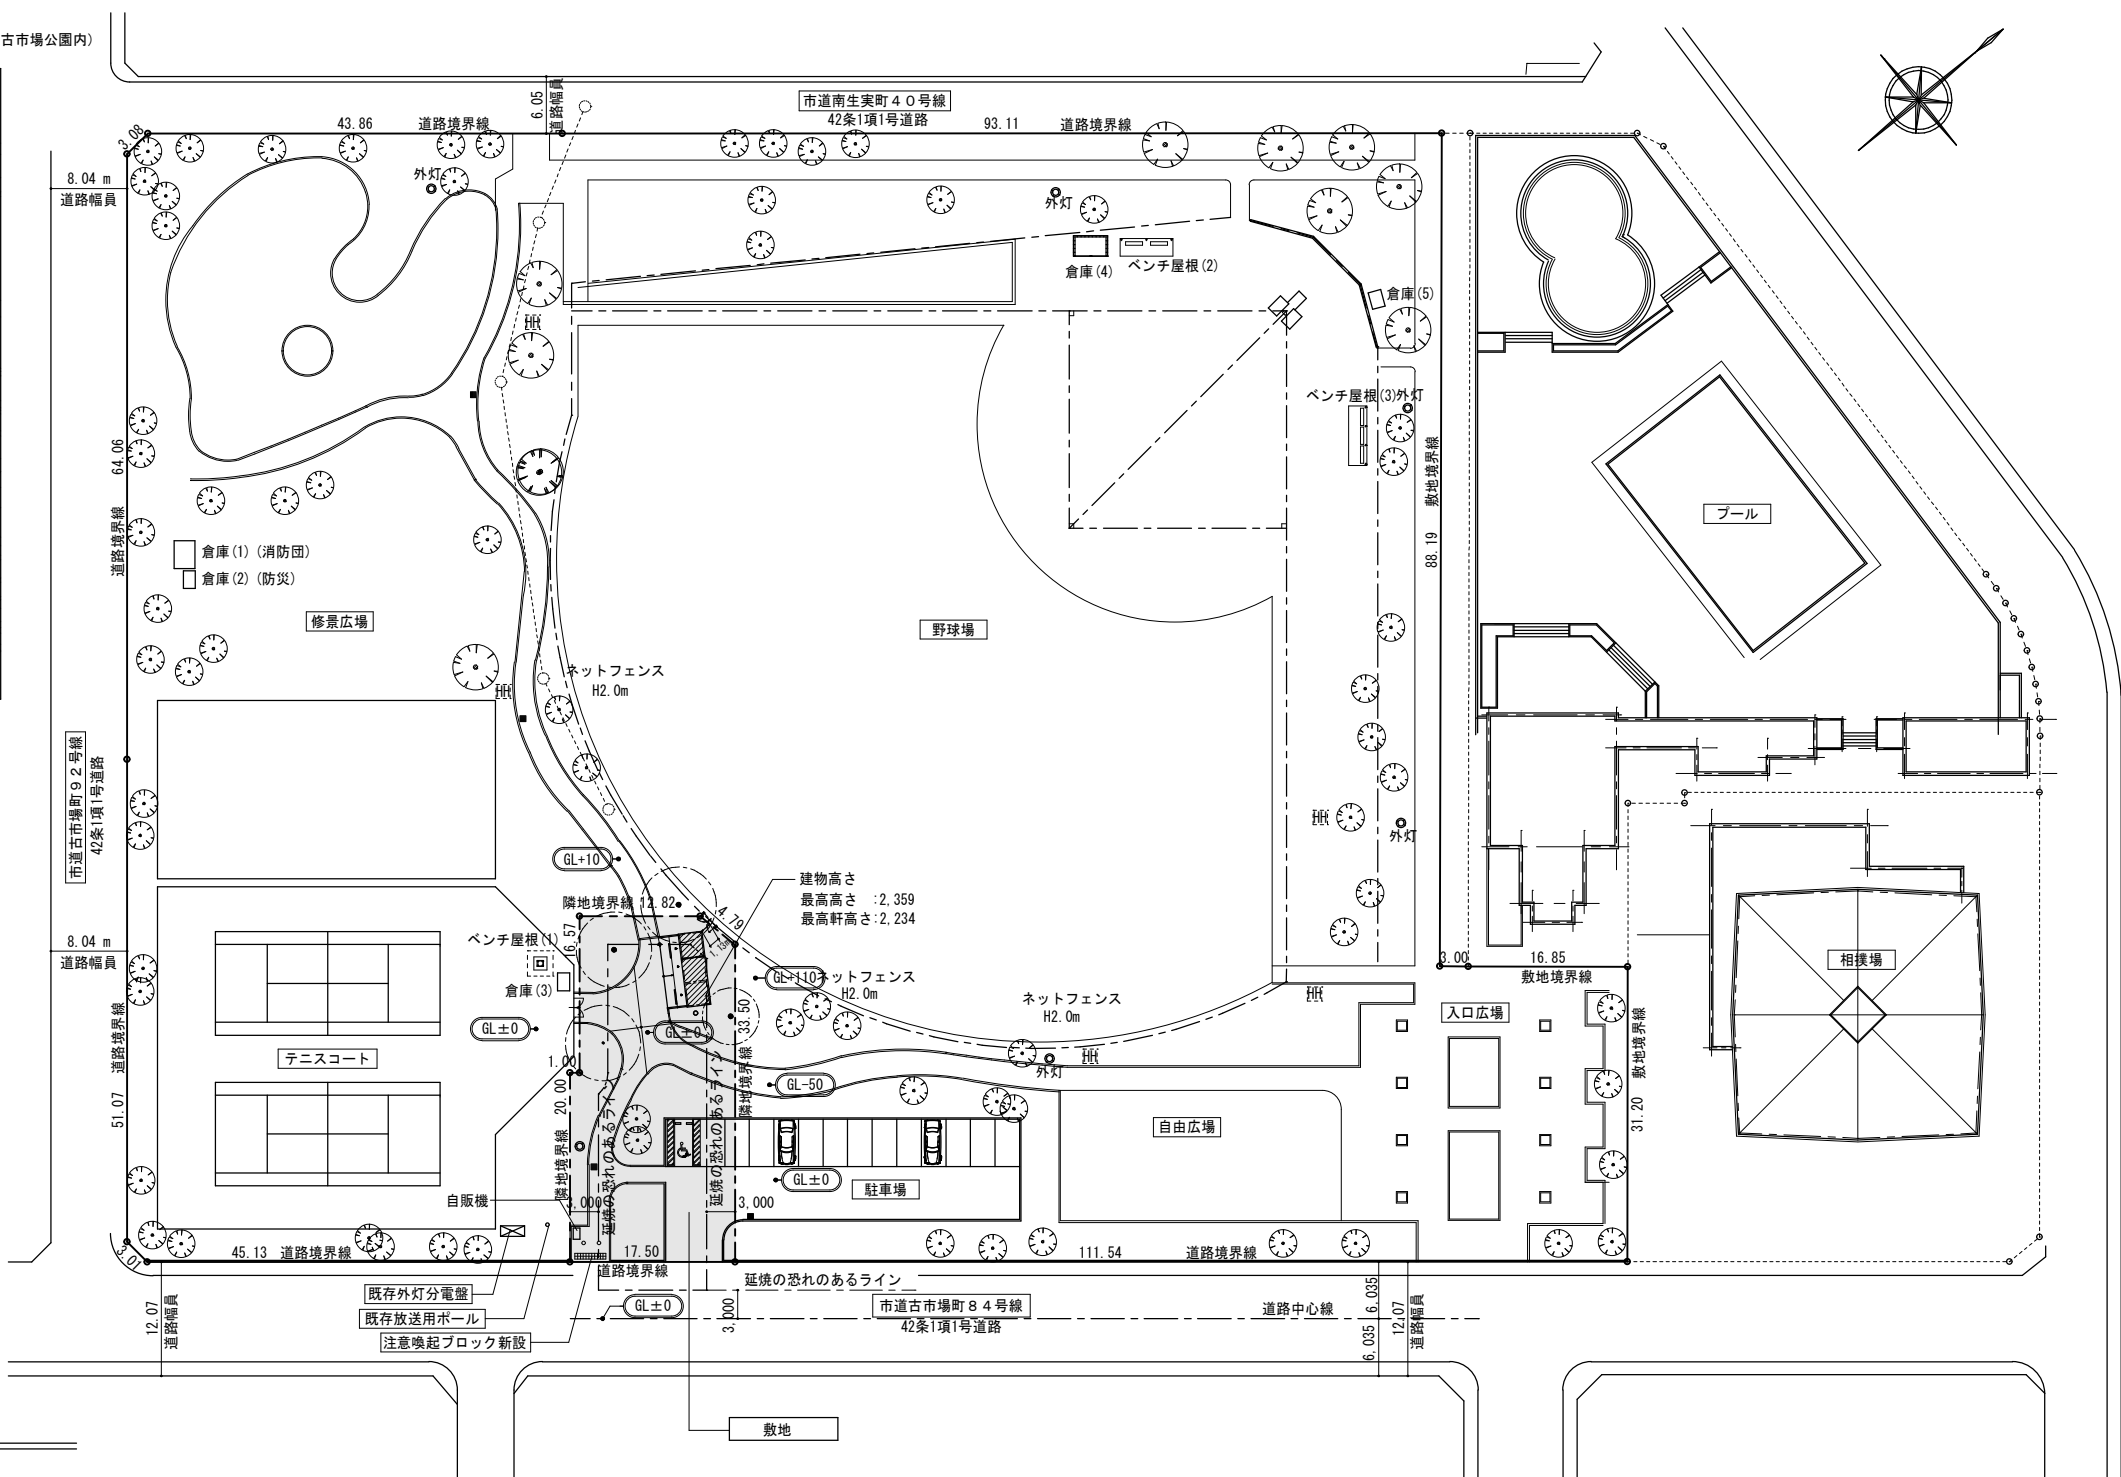 古市場公園内)
6.05
道路幅員
市道南生実町４０号線
42条1項1号道路
3.08
43.86
道路境界線
93.11
道路境界線
8.04 m
道路幅員
外灯
外灯
倉庫(4)
ベンチ屋根(2)
倉庫(5)
ベンチ屋根(3)
外灯
64.06
道路境界線
敷地境界線
88.19
プール
倉庫(1)(消防団)
倉庫(2)(防災)
修景広場
野球場
ネットフェンス
H2.0m
市道古市場町９２号線
42条1項1号道路
外灯
GL+10
建物高さ
最高高さ :2,359
最高軒高さ:2,234
隣地境界線
12.82
4.79
16.57
ベンチ屋根(1)
倉庫(3)
8.04 m
道路幅員
GL+110
ネットフェンス
H2.0m
ネットフェンス
H2.0m
3.00
16.85
敷地境界線
相撲場
入口広場
GL±0
GL±0
33.50
隣地境界線
テニスコート
1.00
外灯
GL-50
51.07
道路境界線
20.00
隣地境界線
延焼の恐れのあるライン
延焼の恐れのあるライン
自由広場
敷地境界線
31.20
GL±0
駐車場
自販機
3,000
3,000
3.01
45.13
道路境界線
17.50
道路境界線
111.54
道路境界線
延焼の恐れのあるライン
既存外灯分電盤
既存放送用ポール
注意喚起ブロック新設
GL±0
3,000
市道古市場町８４号線
42条1項1号道路
道路中心線
6,035
6,035
12.07
道路幅員
12.07
道路幅員
敷地